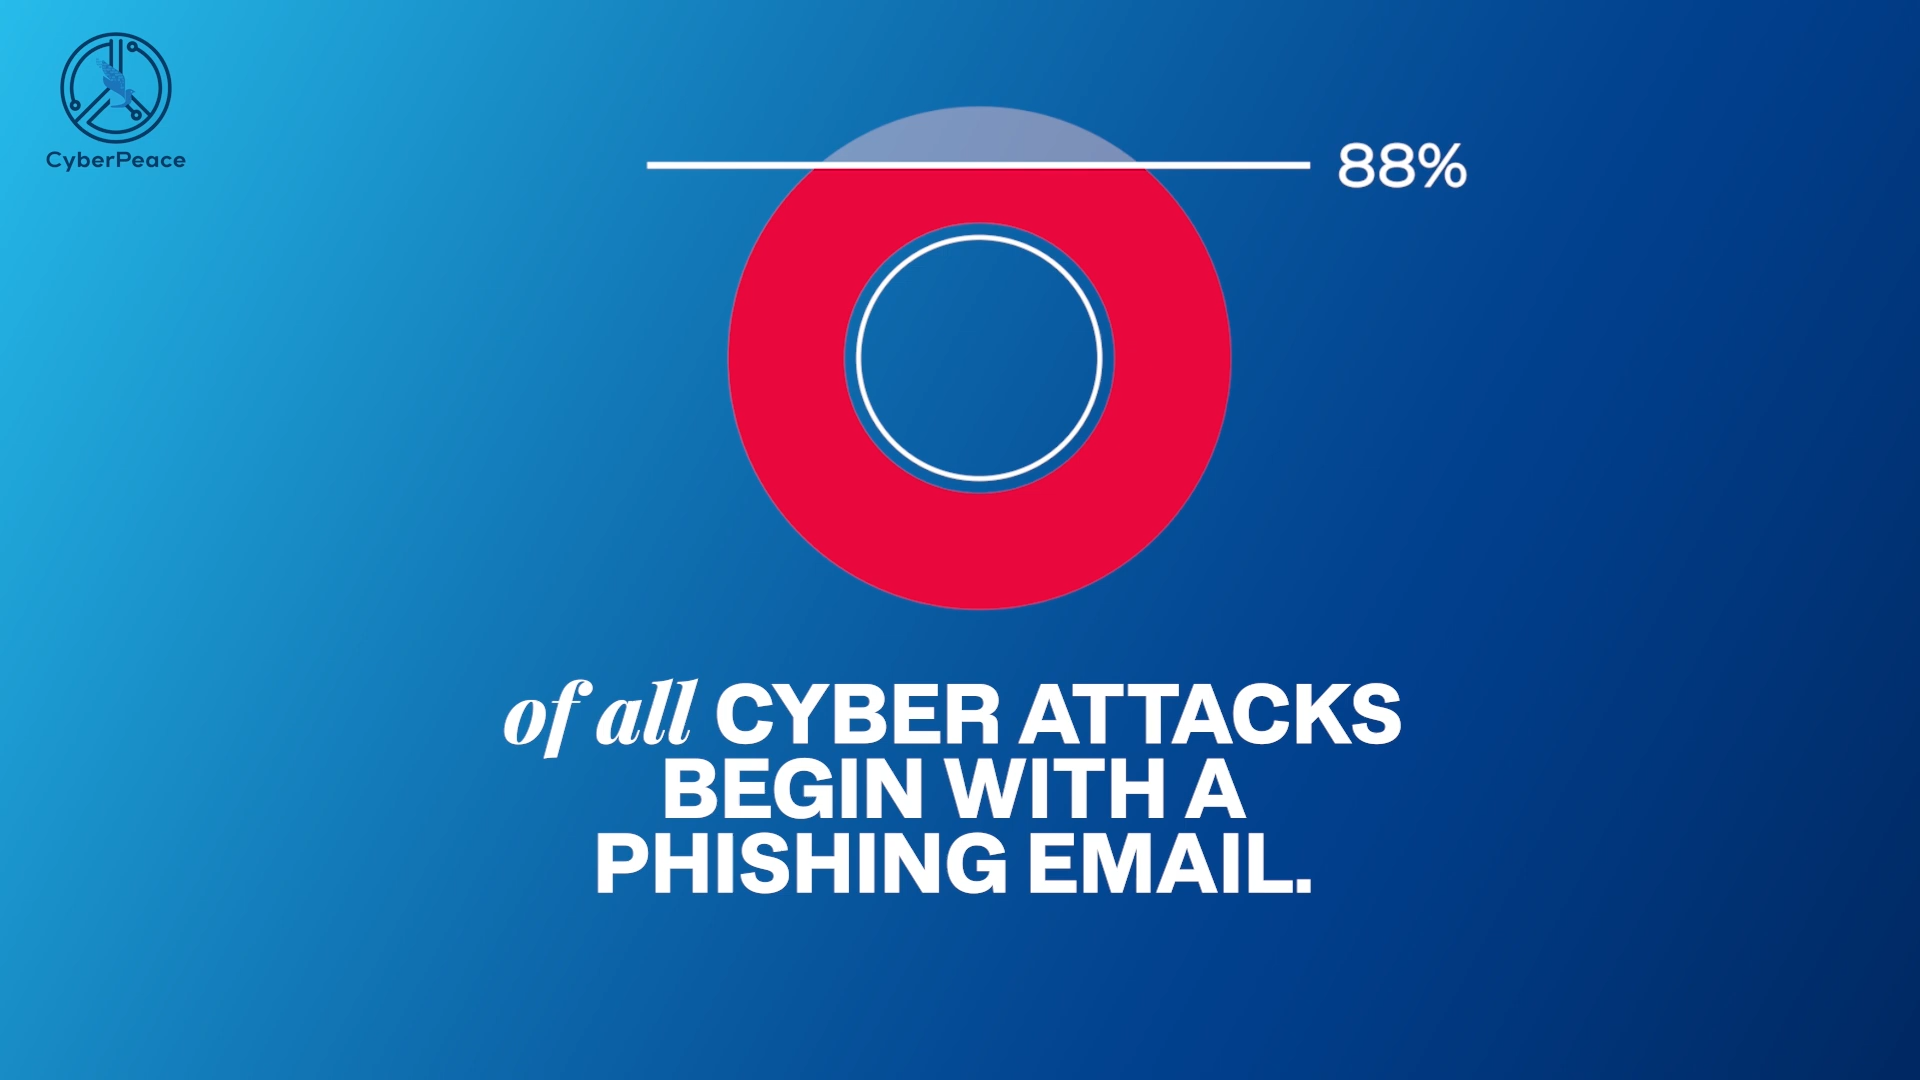 CyberPeace
88%
of all CYBER ATTACKS
BEGIN WITH A
PHISHING EMAIL.